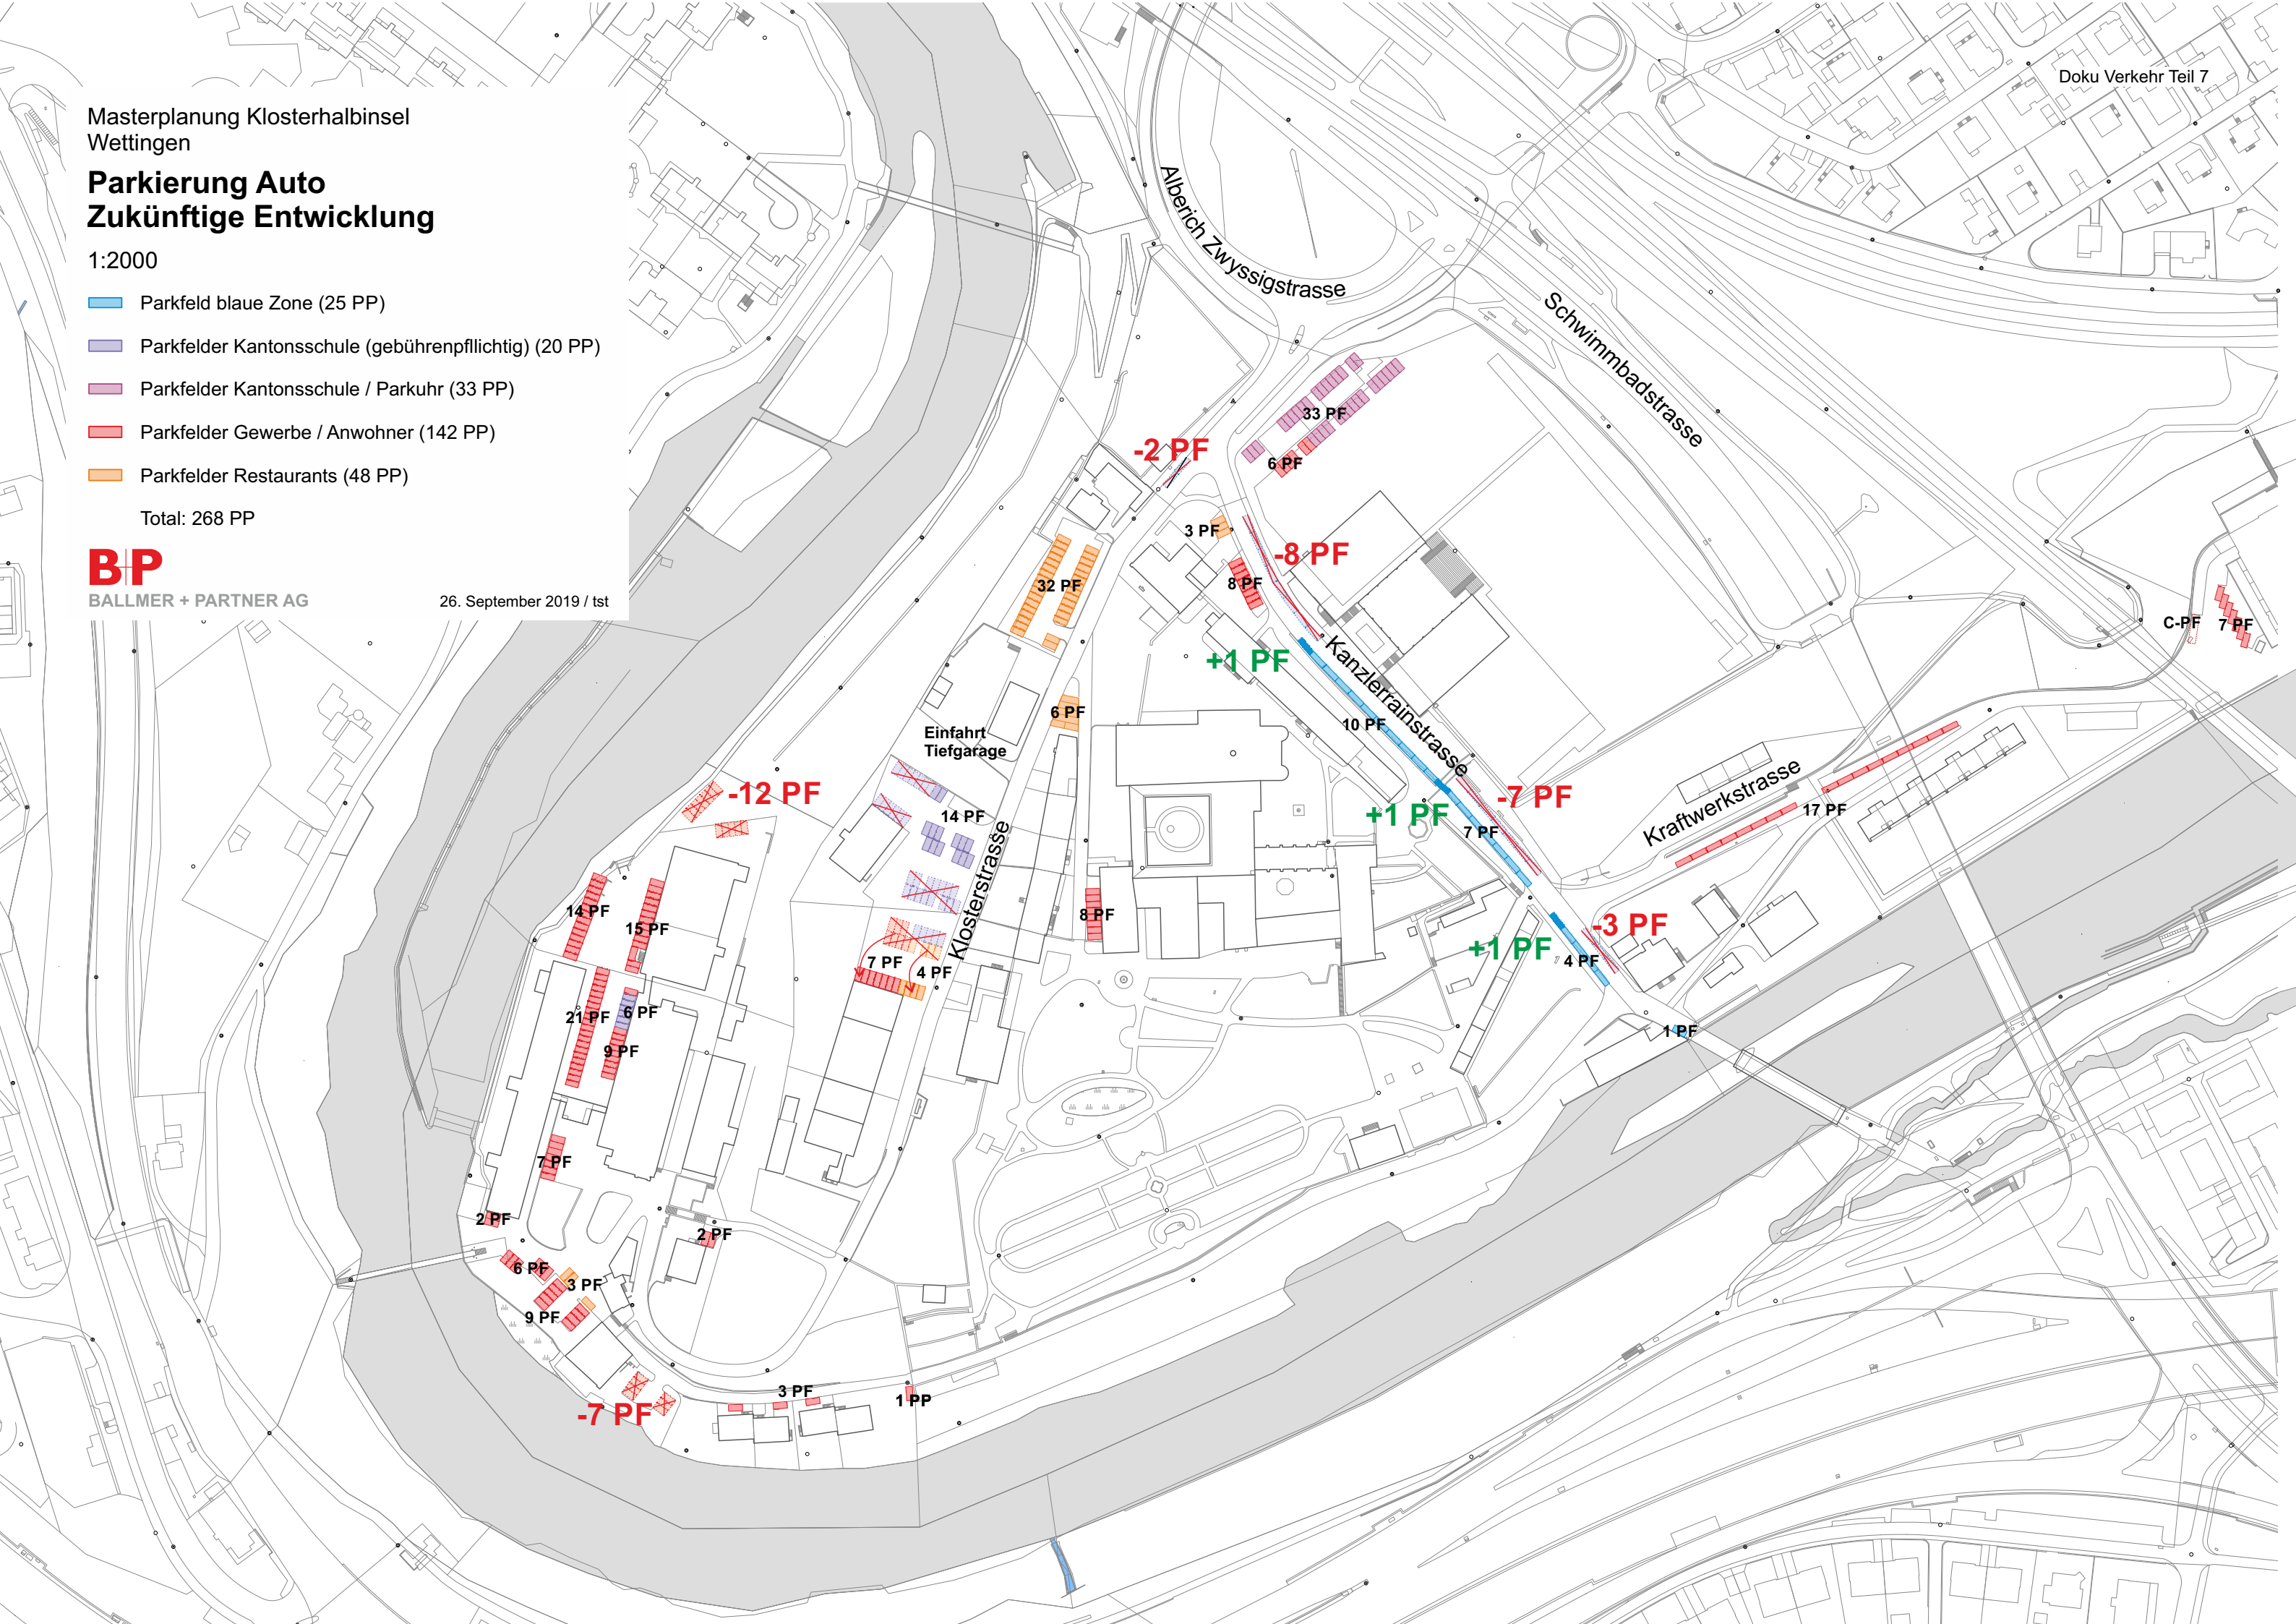 Doku Verkehr Teil 7
Masterplanung Klosterhalbinsel
Wettingen
Parkierung Auto
Zukünftige Entwicklung
1:2000
Parkfeld blaue Zone (25 PP)
Parkfelder Kantonsschule (gebührenpfllichtig) (20 PP)
Parkfelder Kantonsschule / Parkuhr (33 PP)
Parkfelder Gewerbe / Anwohner (142 PP)
Parkfelder Restaurants (48 PP)
Total: 268 PP
B+P
BALLMER + PARTNER AG
26. September 2019 / tst
Alberich Zwyssigstrasse
Schwimmbadstrasse
33 PF
6 PF
-2 PF
3 PF
-8 PF
8 PF
32 PF
C-PF
7 PF
+1 PF
Kanzlerrainstrasse
6 PF
10 PF
Einfahrt
Tiefgarage
-12 PF
14 PF
+1 PF
-7 PF
7 PF
Kraftwerkstrasse
17 PF
Klosterstrasse
14 PF
15 PF
8 PF
+1 PF
-3 PF
4 PF
7 PF
4 PF
21 PF
6 PF
9 PF
1 PF
7 PF
2 PF
2 PF
6 PF
3 PF
9 PF
-7 PF
3 PF
1 PP